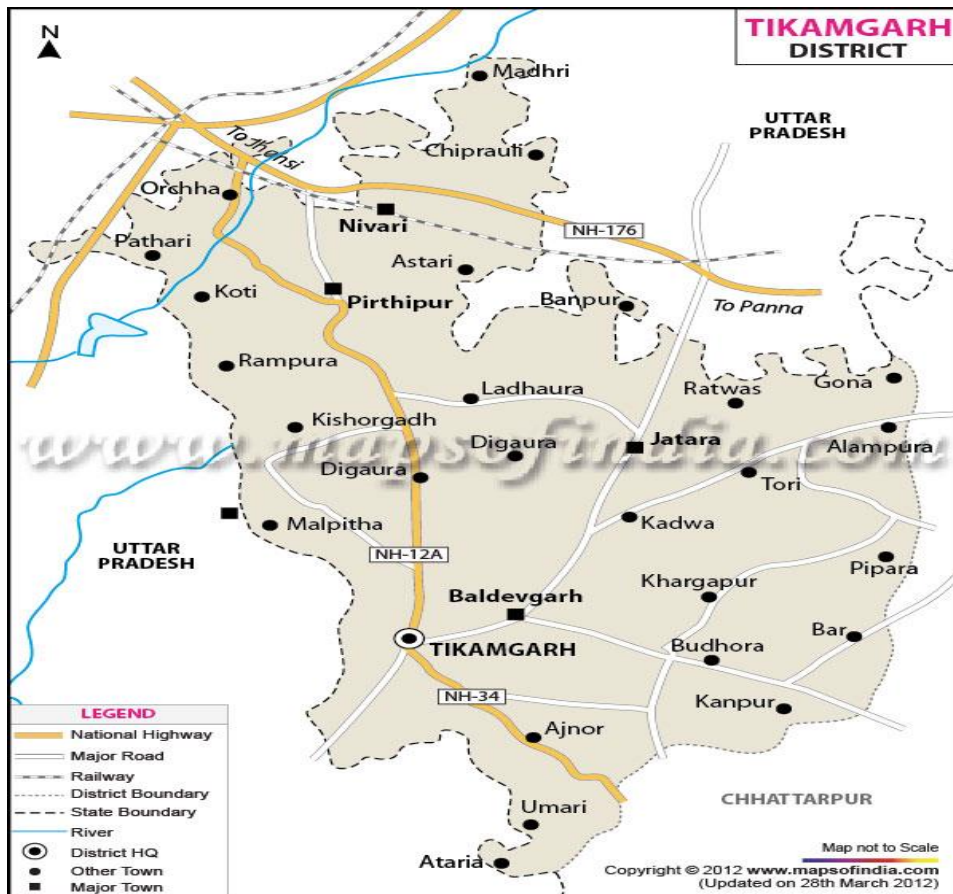 TIKAMGARH
DISTRICT
N
Madhri
UTTAR
PRADESH
To Jhansi
Chiprauli
Orchha
Nivari
NH-176
Pathari
Astari
Koti
Pirthipur
Banpur
To Panna
Rampura
Ladhaura
Ratwas
Gona
Kishorgadh
www.mapsofindia.com
Digaura
Jatara
Alampura
Digaura
Tori
Malpitha
Kadwa
UTTAR
PRADESH
NH-12A
Khargapur
Pipara
Baldevgarh
TIKAMGARH
Budhora
Bar
NH-34
Kanpur
Ajnor
CHHATTARPUR
Umari
Ataria
LEGEND
National Highway
Major Road
Railway
District Boundary
State Boundary
River
District HQ
Other Town
Major Town
Map not to Scale
Copyright © 2012 www.mapsofindia.com
(Updated on 28th March 2012)